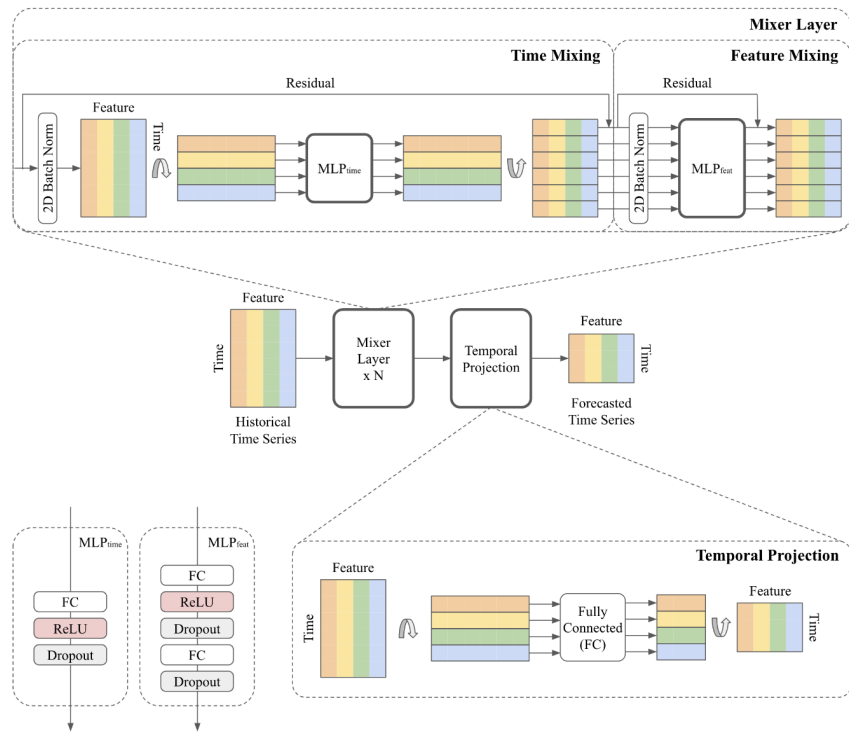 Mixer Layer
Time Mixing
Feature Mixing
Residual
Residual
2D Batch Norm
Feature
Time
MLPtime
2D Batch Norm
MLPfeat
Feature
Time
Historical
Time Series
Mixer
Layer
x N
Temporal
Projection
Feature
Time
Forecasted
Time Series
MLPtime
FC
ReLU
Dropout
MLPfeat
FC
ReLU
Dropout
FC
Dropout
Temporal Projection
Feature
Time
Fully
Connected
(FC)
Feature
Time